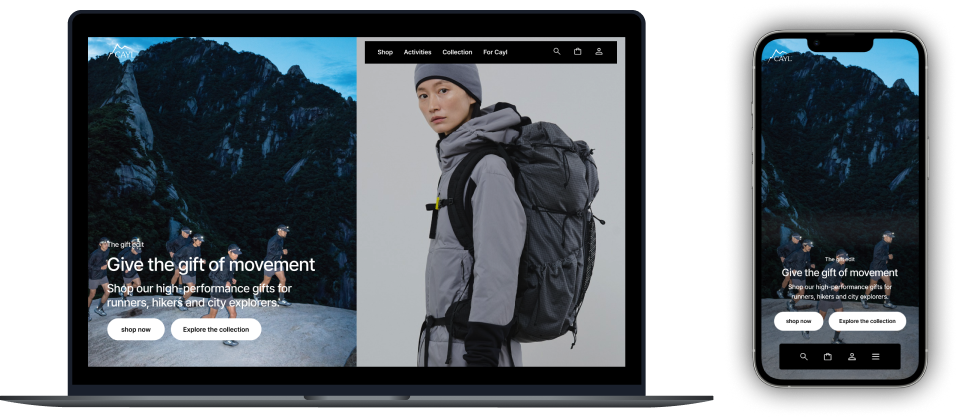 CAYL
Shop Activities Collection For Cayl
The gift edit
Give the gift of movement
Shop our high-performance gifts for
runners, hikers and city explorers.
shop now Explore the collection
CAYL
The gift edit
Give the gift of movement
Shop our high-performance gifts for
runners, hikers and city explorers.
shop now Explore the collection